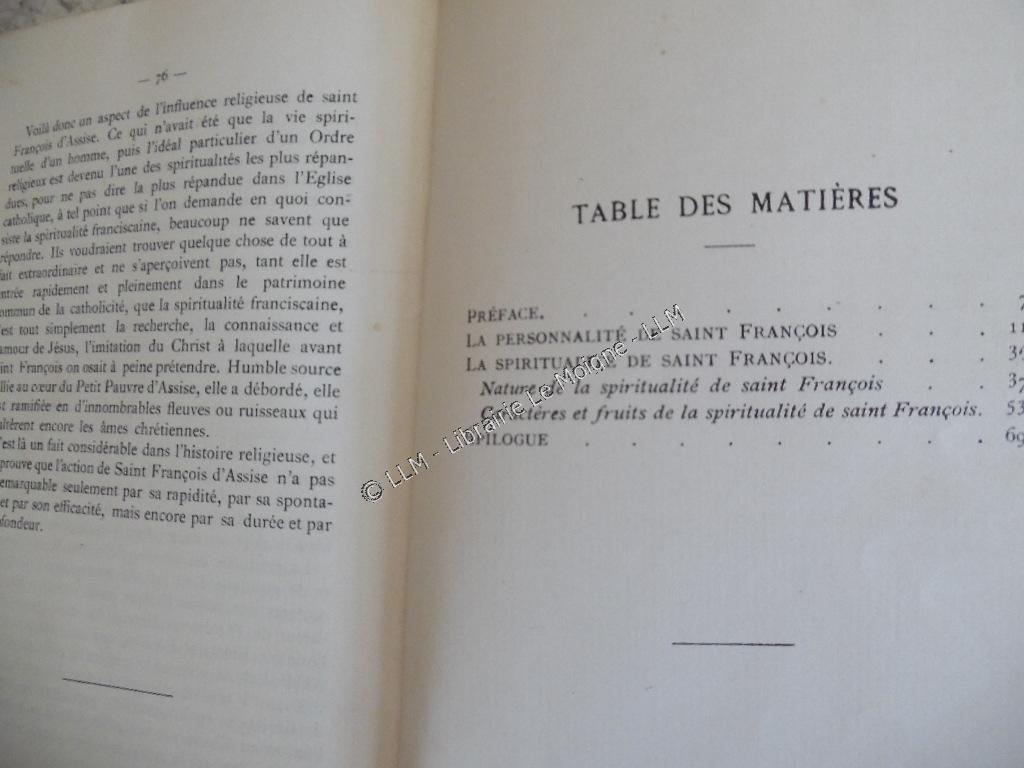 — 76 —
Voilà donc un aspect de l'influence religieuse de saint
François d'Assise. Ce qui n'avait été que la vie spiri-
tuelle d'un homme, puis l'idéal particulier d'un Ordre
religieux est devenu l'une des spiritualités les plus répan-
dues, pour ne pas dire la plus répandue dans l'Eglise
catholique, à tel point que si l'on demande en quoi con-
siste la spiritualité franciscaine, beaucoup ne savent que
répondre. Ils voudraient trouver quelque chose de tout à
fait extraordinaire et ne s'aperçoivent pas, tant elle est
ntrée rapidement et pleinement dans le patrimoine
ommun de la catholicité, que la spiritualité franciscaine,
'est tout simplement la recherche, la connaissance et
amour de Jésus, l'imitation du Christ à laquelle avant
int François on osait à peine prétendre. Humble source
llie au cœur du Petit Pauvre d'Assise, elle a débordé, elle
st ramifiée en d'innombrables fleuves ou ruisseaux qui
altèrent encore les âmes chrétiennes.
'est là un fait considérable dans l'histoire religieuse, et
prouve que l'action de Saint François d'Assise n'a pas
emarquable seulement par sa rapidité, par sa sponta-
et par son efficacité, mais encore par sa durée et par
ofondeur.
TABLE DES MATIÈRES
PRÉFACE. . . . . . . . . 7
LA PERSONNALITÉ DE SAINT FRANÇOIS . . . 11
LA SPIRITUALITÉ DE SAINT FRANÇOIS. . . .
Nature de la spiritualité de saint François . . 37
Caractères et fruits de la spiritualité de saint François. 53
EPILOGUE . . . . . . . . 69
© LLM - Librairie Le Moigne - LLM